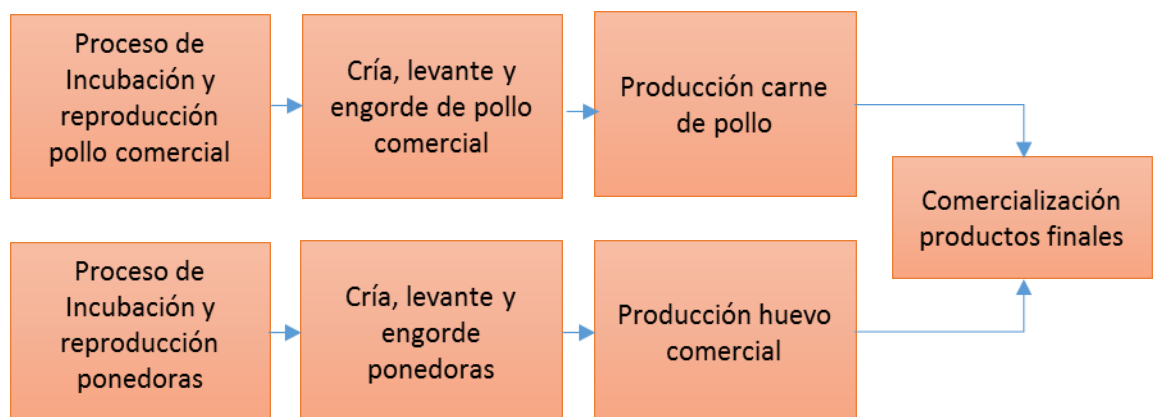 Proceso de
Incubación y
reproducción
pollo comercial
Cría, levante y
engorde de pollo
comercial
Producción carne
de pollo
Comercialización
productos finales
Proceso de
Incubación y
reproducción
ponedoras
Cría, levante y
engorde
ponedoras
Producción huevo
comercial